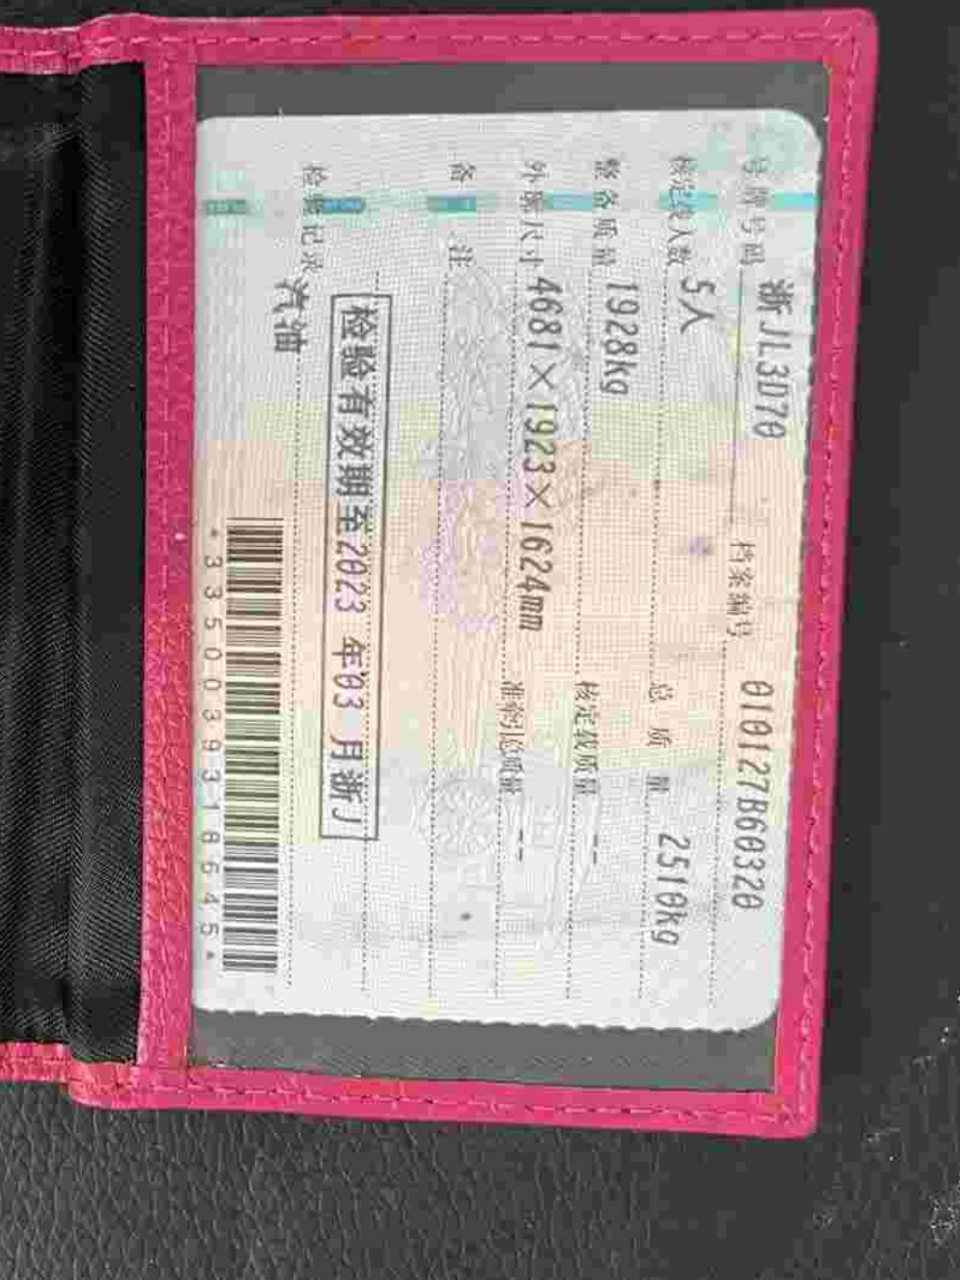 号牌号码 浙JL3D70 档案编号 010127860320
核定载人数 5人 总质量 2510kg
整备质量 1928kg 核定载质量 --
外廓尺寸 4681×1923×1624mm 准牵引总质量 --
备注
检验有效期至2023年03月浙J
检验记录
汽油
*3350039318645*